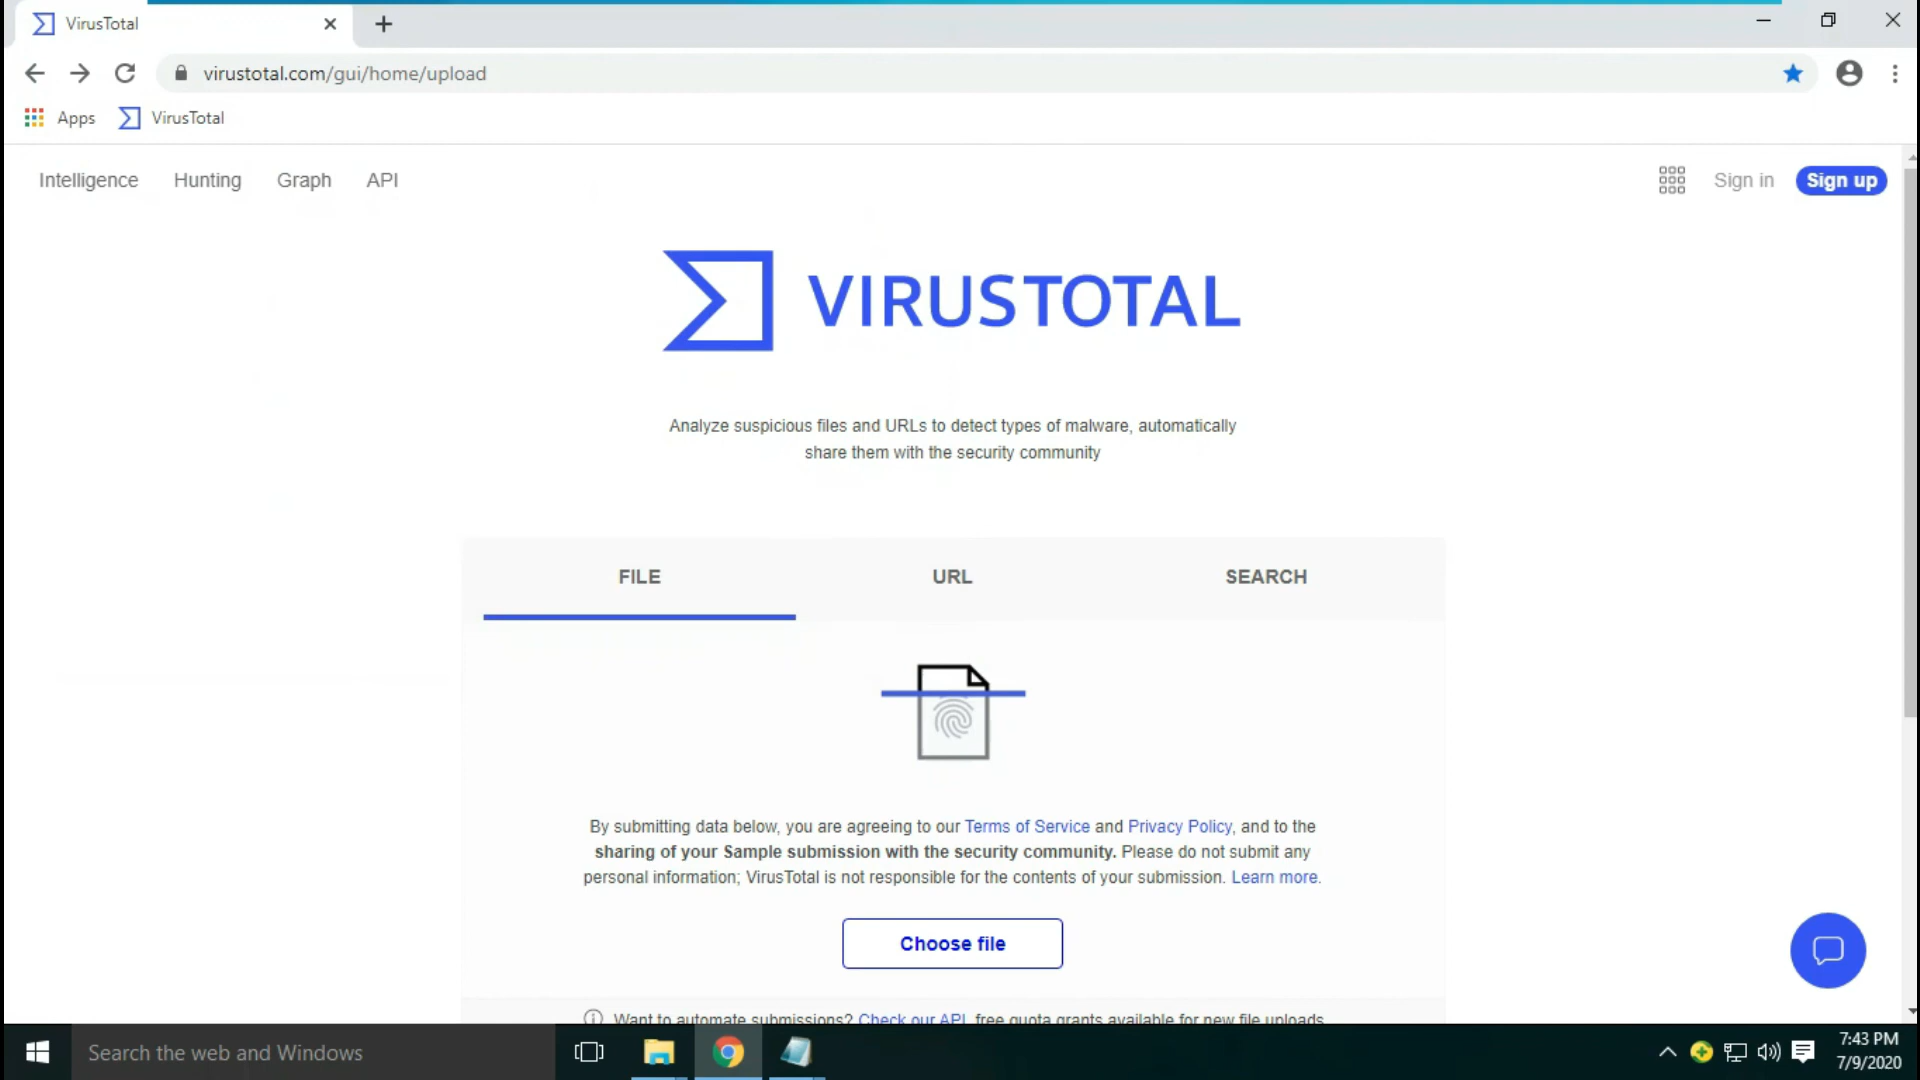 VirusTotal
virustotal.com/gui/home/upload
Apps VirusTotal
Intelligence Hunting Graph API Sign in Sign up
VIRUSTOTAL
Analyze suspicious files and URLs to detect types of malware, automatically
share them with the security community
FILE URL SEARCH
By submitting data below, you are agreeing to our Terms of Service and Privacy Policy, and to the
sharing of your Sample submission with the security community. Please do not submit any
personal information; VirusTotal is not responsible for the contents of your submission. Learn more.
Choose file
Want to automate submissions? Check our API, free quota grants available for new file uploads
Search the web and Windows
7:43 PM
7/9/2020